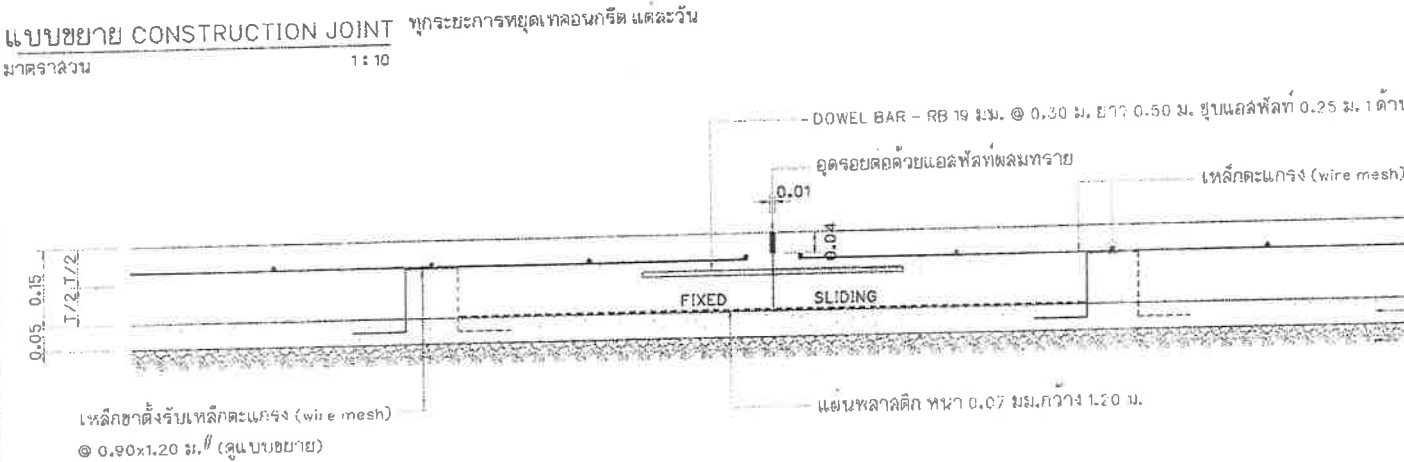 แบบขยาย CONSTRUCTION JOINT ทุกระยะการหยุดเทคอนกรีต แต่ละวัน
มาตราส่วน 1:10
DOWEL BAR - RB 19 มม. @ 0.30 ม. ยาว 0.50 ม. ชุบแอสฟัลท์ 0.25 ม. 1 ด้าน
อุดรอยต่อด้วยแอสฟัลท์ผสมทราย
เหล็กตะแกรง (wire mesh)
0.01
0.04
0.15
T/2 T/2
0.05
FIXED SLIDING
เหล็กขาตั้งรับเหล็กตะแกรง (wire mesh)
@ 0.90x1.20 ม.# (ดูแบบขยาย)
แผ่นพลาสติก หนา 0.07 มม.กว้าง 1.20 ม.